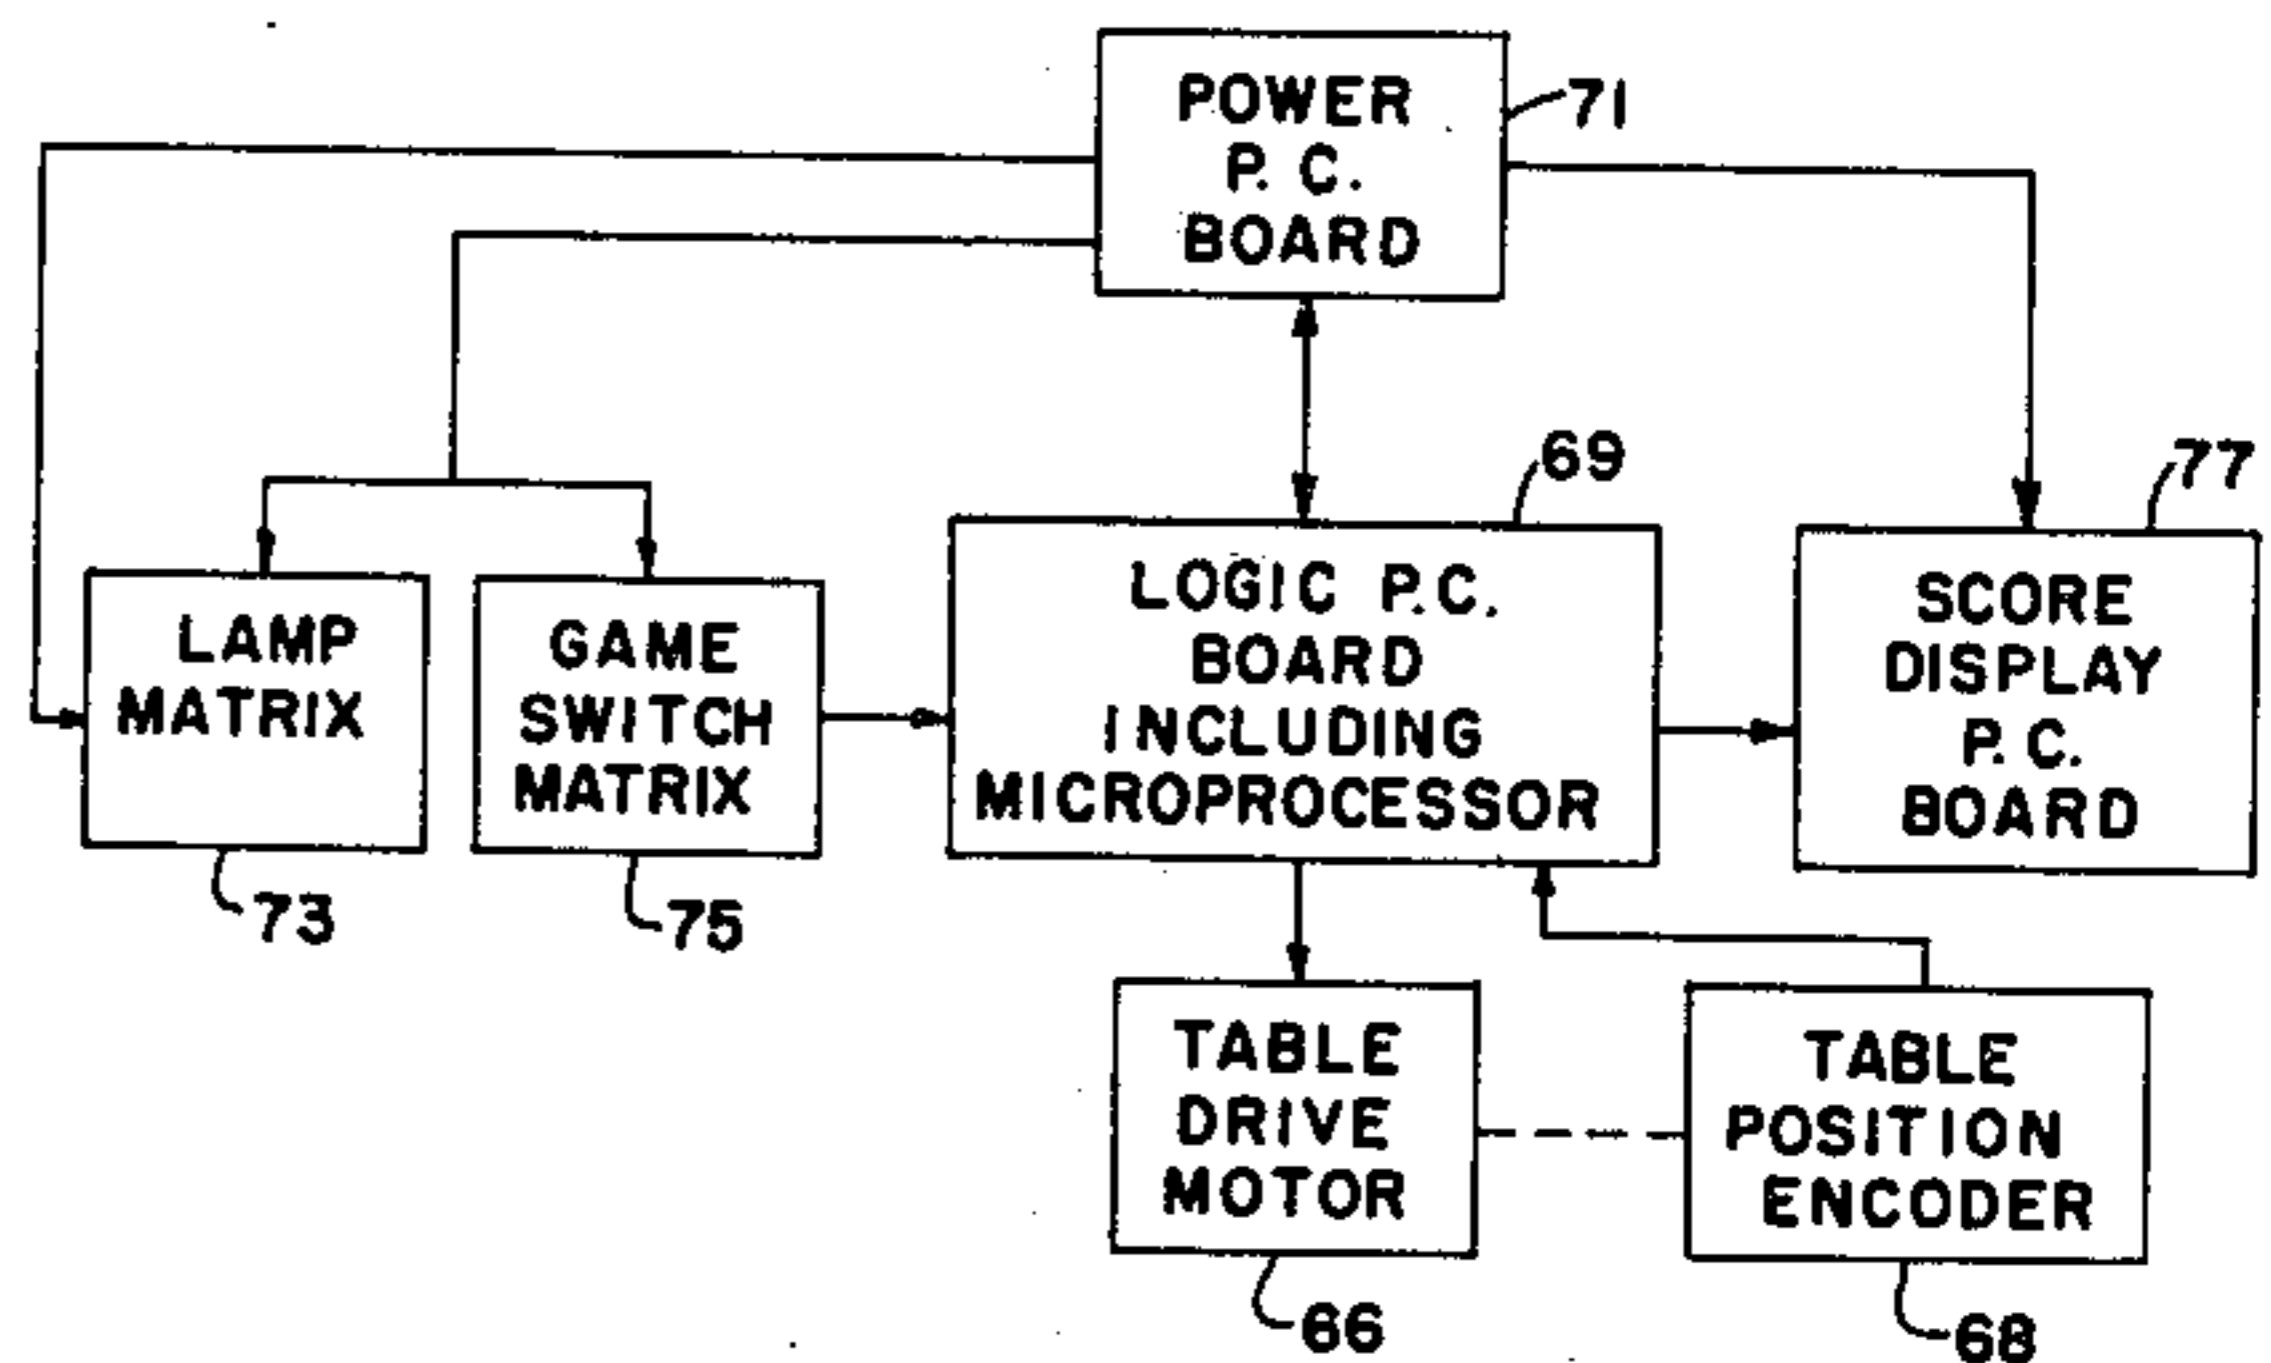 POWER
P. C.
BOARD
71
69
77
LAMP
MATRIX
73
GAME
SWITCH
MATRIX
75
LOGIC P.C.
BOARD
INCLUDING
MICROPROCESSOR
SCORE
DISPLAY
P. C.
BOARD
TABLE
DRIVE
MOTOR
66
TABLE
POSITION
ENCODER
68